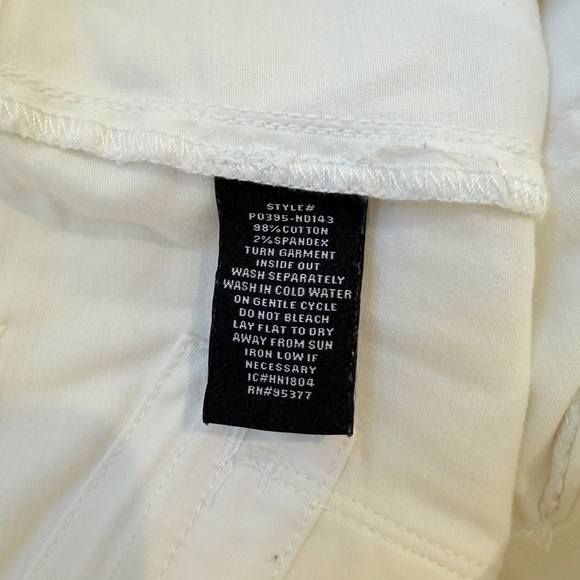 STYLE#
P0395-ND143
98%COTTON
2%SPANDEX
TURN GARMENT
INSIDE OUT
WASH SEPARATELY
WASH IN COLD WATER
ON GENTLE CYCLE
DO NOT BLEACH
LAY FLAT TO DRY
AWAY FROM SUN
IRON LOW IF
NECESSARY
IC#HN1804
RN#95377